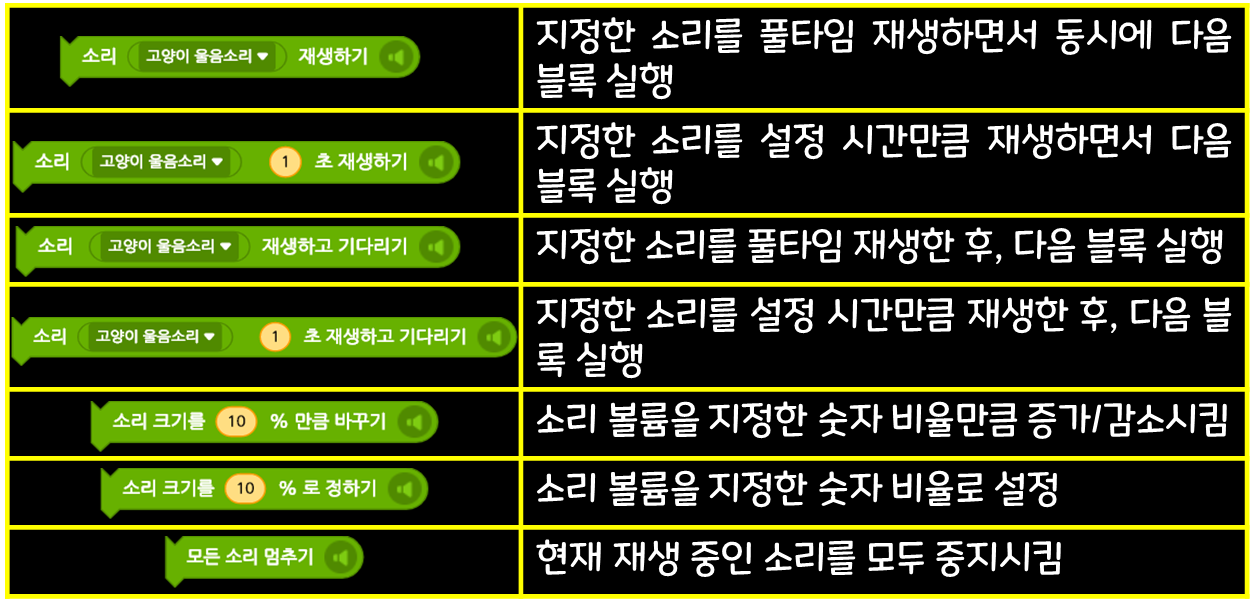 소리 고양이 울음소리 재생하기
지정한 소리를 풀타임 재생하면서 동시에 다음
블록 실행
소리 고양이 울음소리 1 초 재생하기
지정한 소리를 설정 시간만큼 재생하면서 다음
블록 실행
소리 고양이 울음소리 재생하고 기다리기
지정한 소리를 풀타임 재생한 후, 다음 블록 실행
소리 고양이 울음소리 1 초 재생하고 기다리기
지정한 소리를 설정 시간만큼 재생한 후, 다음 블
록 실행
소리 크기를 10 % 만큼 바꾸기
소리 볼륨을 지정한 숫자 비율만큼 증가/감소시킴
소리 크기를 10 % 로 정하기
소리 볼륨을 지정한 숫자 비율로 설정
모든 소리 멈추기
현재 재생 중인 소리를 모두 중지시킴